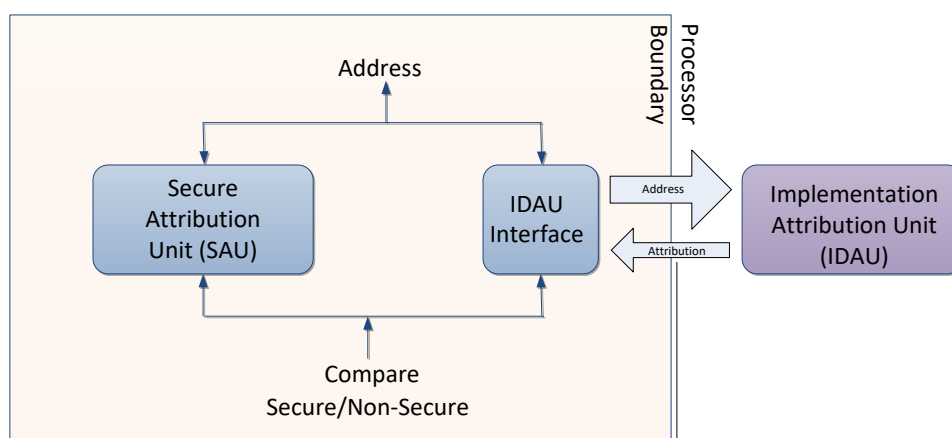 Address
Processor
Boundary
Secure
Attribution
Unit (SAU)
IDAU
Interface
Address
Attribution
Implementation
Attribution Unit
(IDAU)
Compare
Secure/Non-Secure